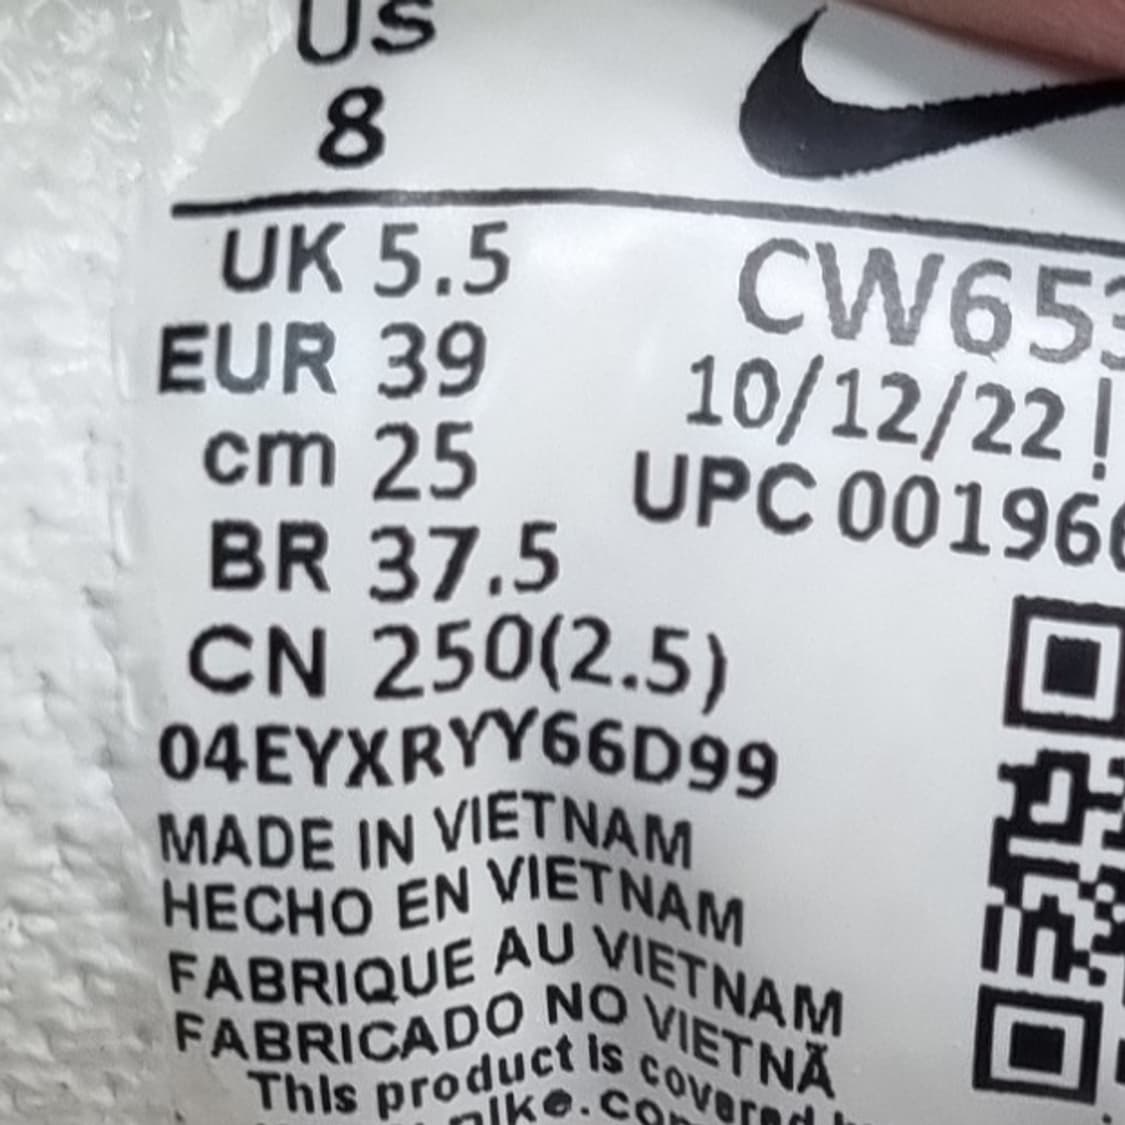 US
8
UK 5.5
EUR 39
cm 25
BR 37.5
CN 250(2.5)
04EYXRYY66D99
MADE IN VIETNAM
HECHO EN VIETNAM
FABRIQUE AU VIETNAM
FABRICADO NO VIETNÃ
This product is covered
nike.co
CW653
10/12/22 !
UPC 00196